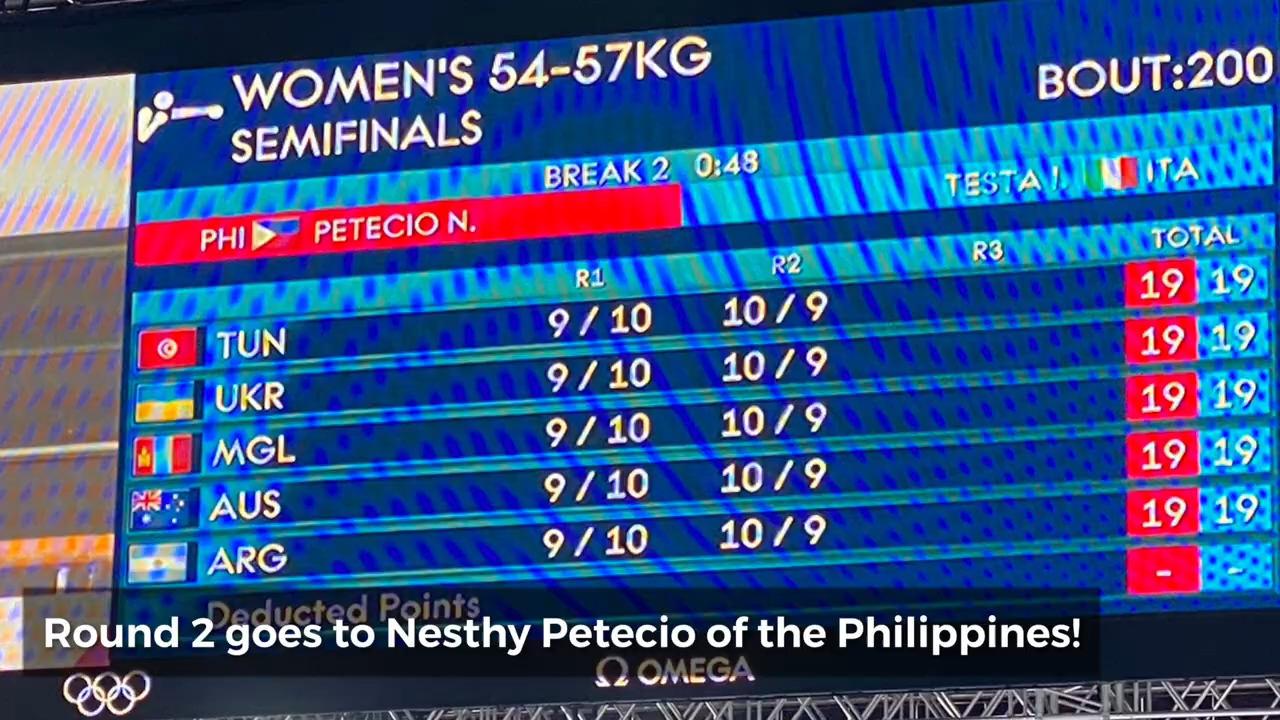 WOMEN'S 54-57KG
SEMIFINALS
BOUT:200
BREAK 2 0:48
PHI PETECIO N.
TESTA I. ITA
R1 R2 R3 TOTAL
TUN 9 / 10 10 / 9 19 19
UKR 9 / 10 10 / 9 19 19
MGL 9 / 10 10 / 9 19 19
AUS 9 / 10 10 / 9 19 19
ARG 9 / 10 10 / 9 19 19
Deducted Points - -
Round 2 goes to Nesthy Petecio of the Philippines!
Ω OMEGA